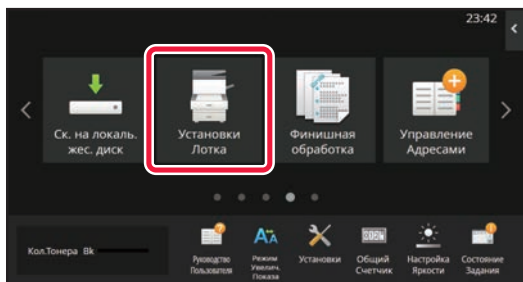 23:42
Ск. на локаль.
жес. диск
Установки
Лотка
Финишная
обработка
Управление
Адресами
Кол.Тонера Bk
Руководство
Пользователя
Режим
Увелич.
Показа
Установки
Общий
Счетчик
Настройка
Яркости
Состояние
Задания